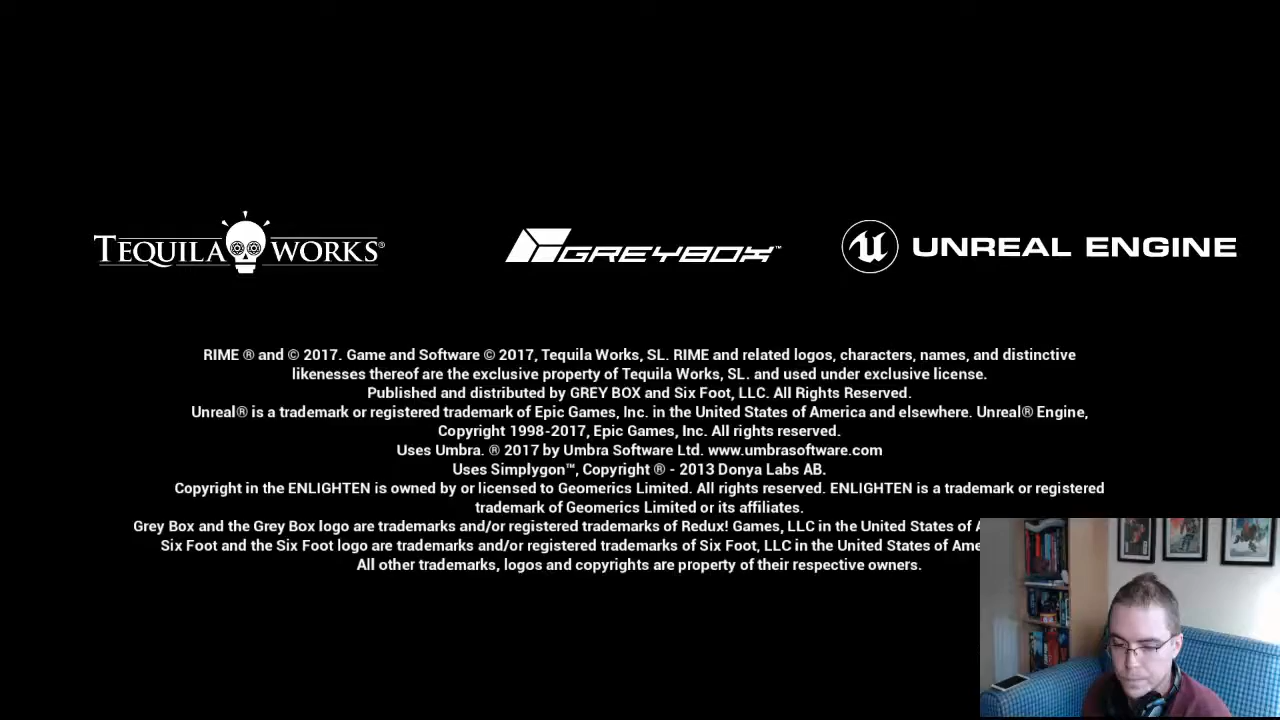 TEQUILA WORKS®
GREYBOX™
UNREAL ENGINE
RIME ® and © 2017. Game and Software © 2017, Tequila Works, SL. RIME and related logos, characters, names, and distinctive
likenesses thereof are the exclusive property of Tequila Works, SL. and used under exclusive license.
Published and distributed by GREY BOX and Six Foot, LLC. All Rights Reserved.
Unreal® is a trademark or registered trademark of Epic Games, Inc. in the United States of America and elsewhere. Unreal® Engine,
Copyright 1998-2017, Epic Games, Inc. All rights reserved.
Uses Umbra. ® 2017 by Umbra Software Ltd. www.umbrasoftware.com
Uses Simplygon™, Copyright ® - 2013 Donya Labs AB.
Copyright in the ENLIGHTEN is owned by or licensed to Geomerics Limited. All rights reserved. ENLIGHTEN is a trademark or registered
trademark of Geomerics Limited or its affiliates.
Grey Box and the Grey Box logo are trademarks and/or registered trademarks of Redux! Games, LLC in the United States of
Six Foot and the Six Foot logo are trademarks and/or registered trademarks of Six Foot, LLC in the United States of
All other trademarks, logos and copyrights are property of their respective owners.